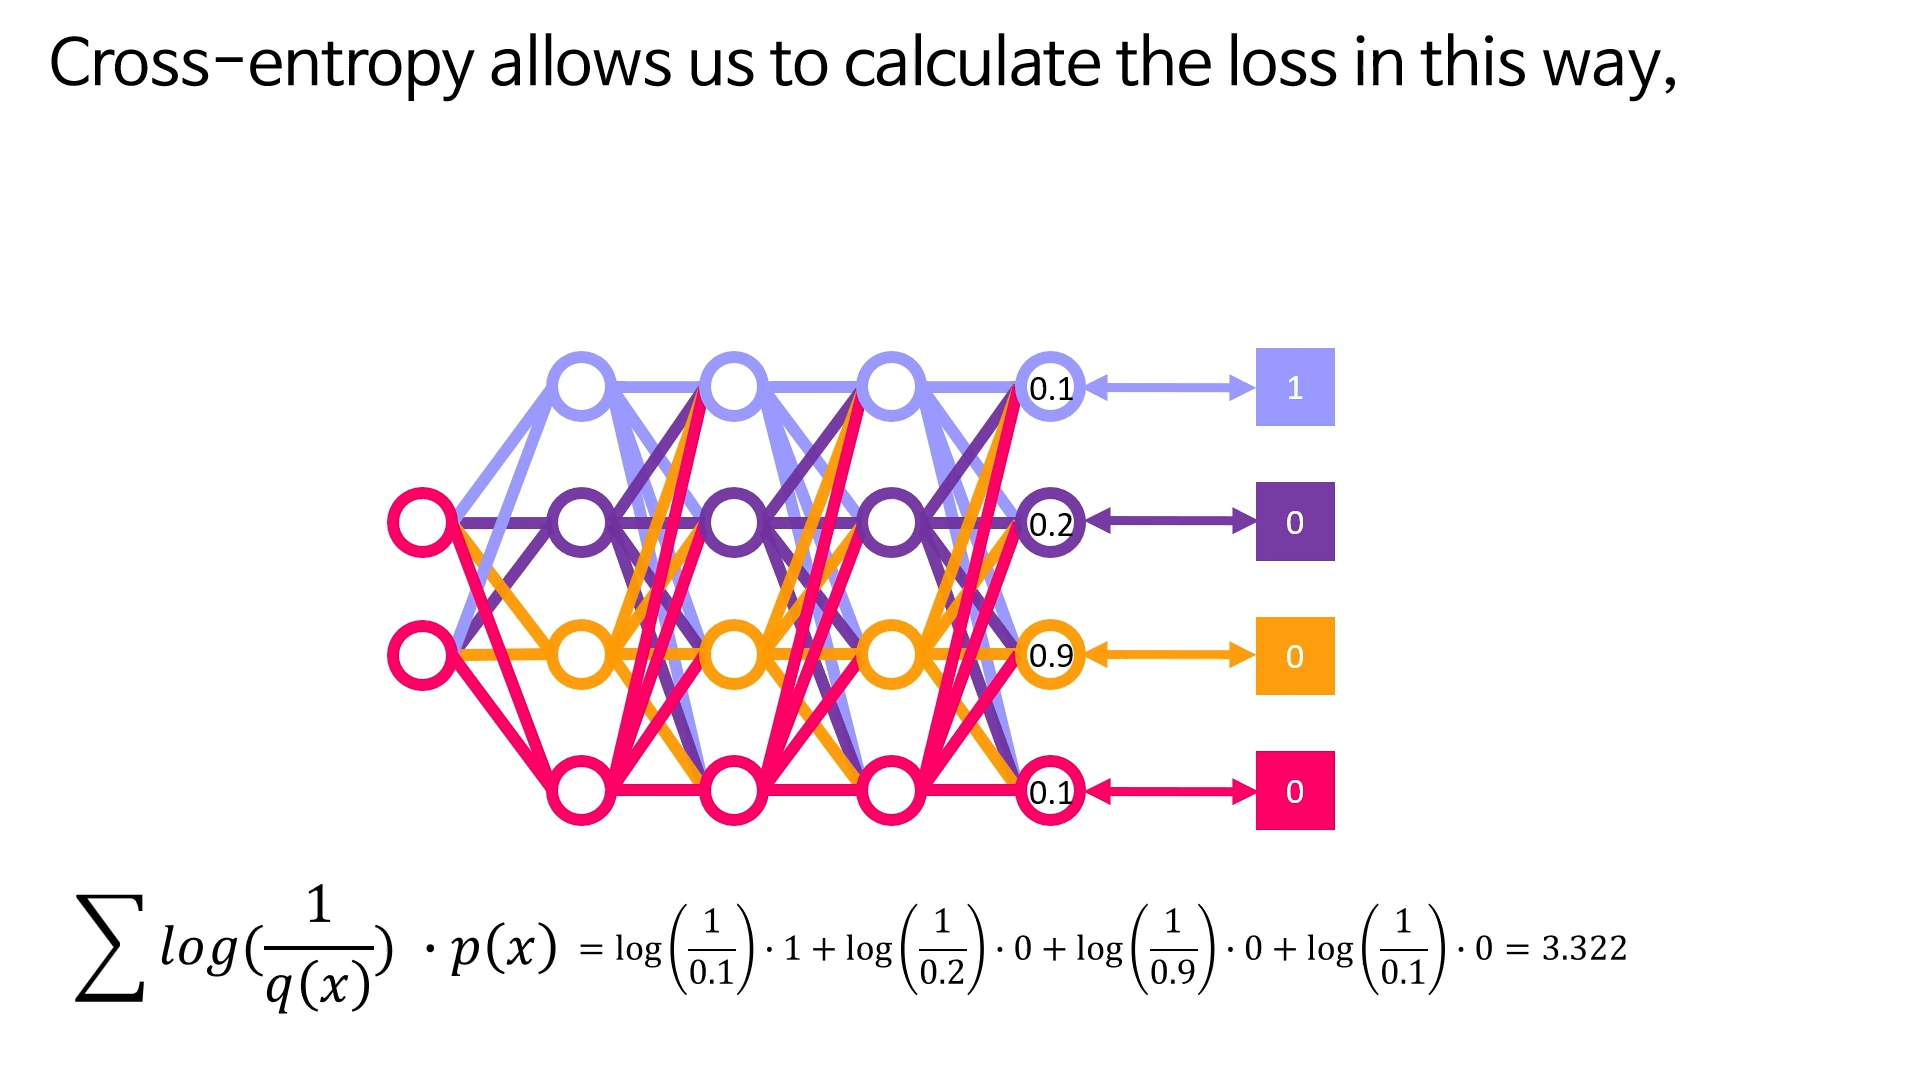 Cross-entropy allows us to calculate the loss in this way,
0.1 1
0.2 0
0.9 0
0.1 0
∑ log(1/q(x)) · p(x) = log(1/0.1) · 1 + log(1/0.2) · 0 + log(1/0.9) · 0 + log(1/0.1) · 0 = 3.322